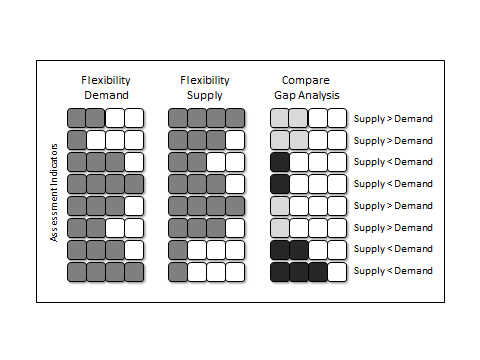 Flexibility
Demand
Flexibility
Supply
Compare
Gap Analysis
Assessment Indicators
Supply > Demand
Supply > Demand
Supply < Demand
Supply < Demand
Supply > Demand
Supply > Demand
Supply < Demand
Supply < Demand